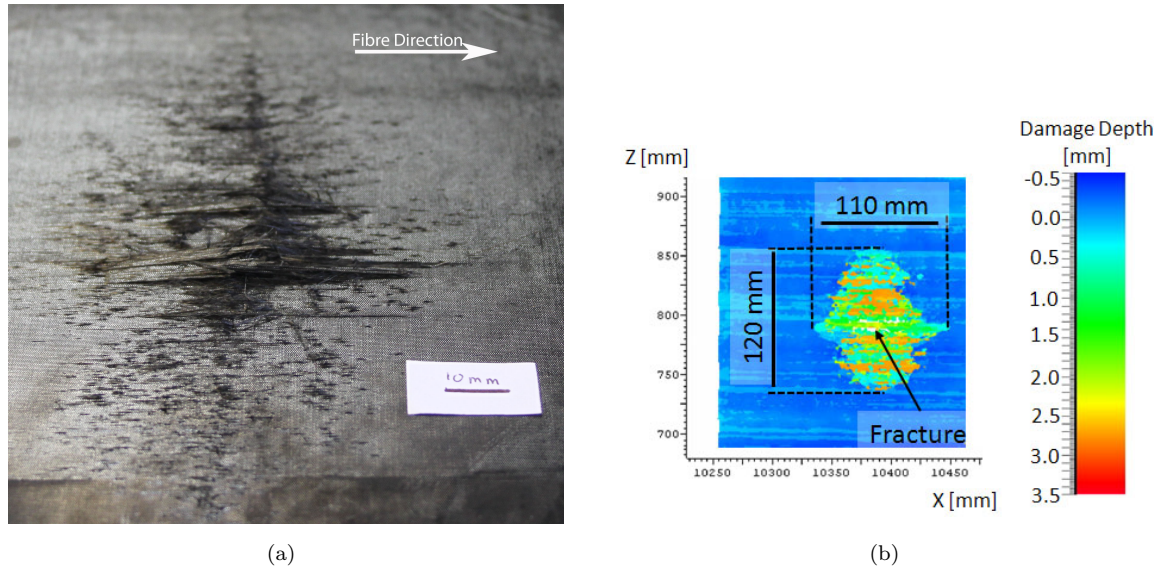 Fibre Direction
10 mm
(a)
Z [mm]
900
850
800
750
700
110 mm
120 mm
Fracture
10250
10300
10350
10400
10450
X [mm]
Damage Depth
[mm]
-0.5
0.0
0.5
1.0
1.5
2.0
2.5
3.0
3.5
(b)